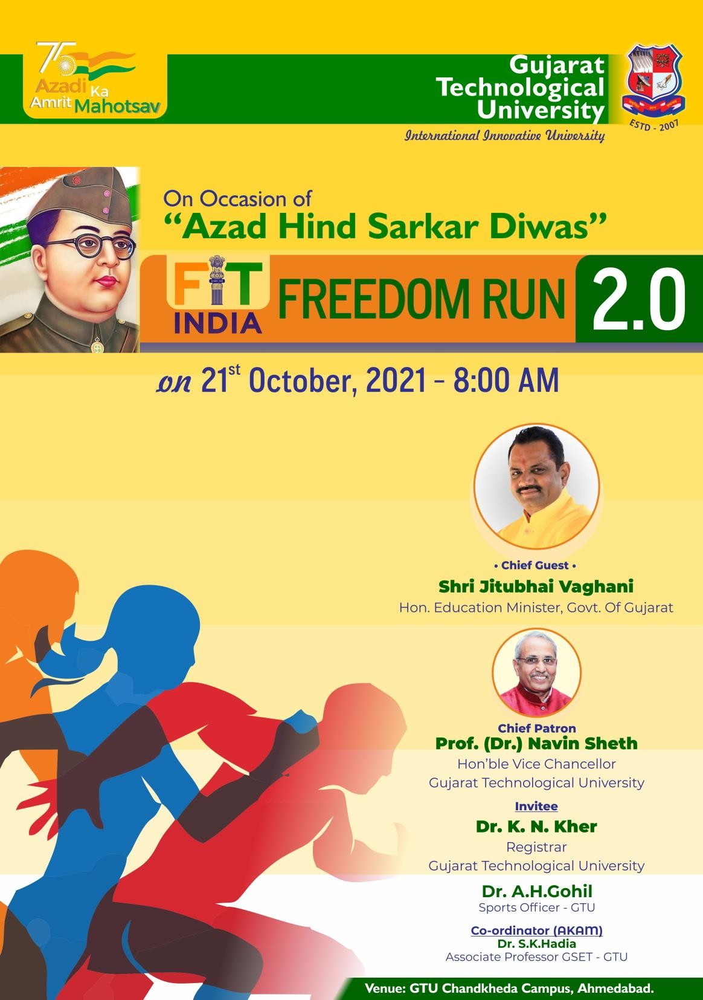 75
Azadi Ka
Amrit Mahotsav
Gujarat
Technological
University
International Innovative University
ESTD - 2007
On Occasion of
“Azad Hind Sarkar Diwas”
FIT
INDIA
FREEDOM RUN 2.0
on 21st October, 2021 - 8:00 AM
• Chief Guest •
Shri Jitubhai Vaghani
Hon. Education Minister, Govt. Of Gujarat
Chief Patron
Prof. (Dr.) Navin Sheth
Hon’ble Vice Chancellor
Gujarat Technological University
Invitee
Dr. K. N. Kher
Registrar
Gujarat Technological University
Dr. A.H.Gohil
Sports Officer - GTU
Co-ordinator (AKAM)
Dr. S.K.Hadia
Associate Professor GSET - GTU
Venue: GTU Chandkheda Campus, Ahmedabad.